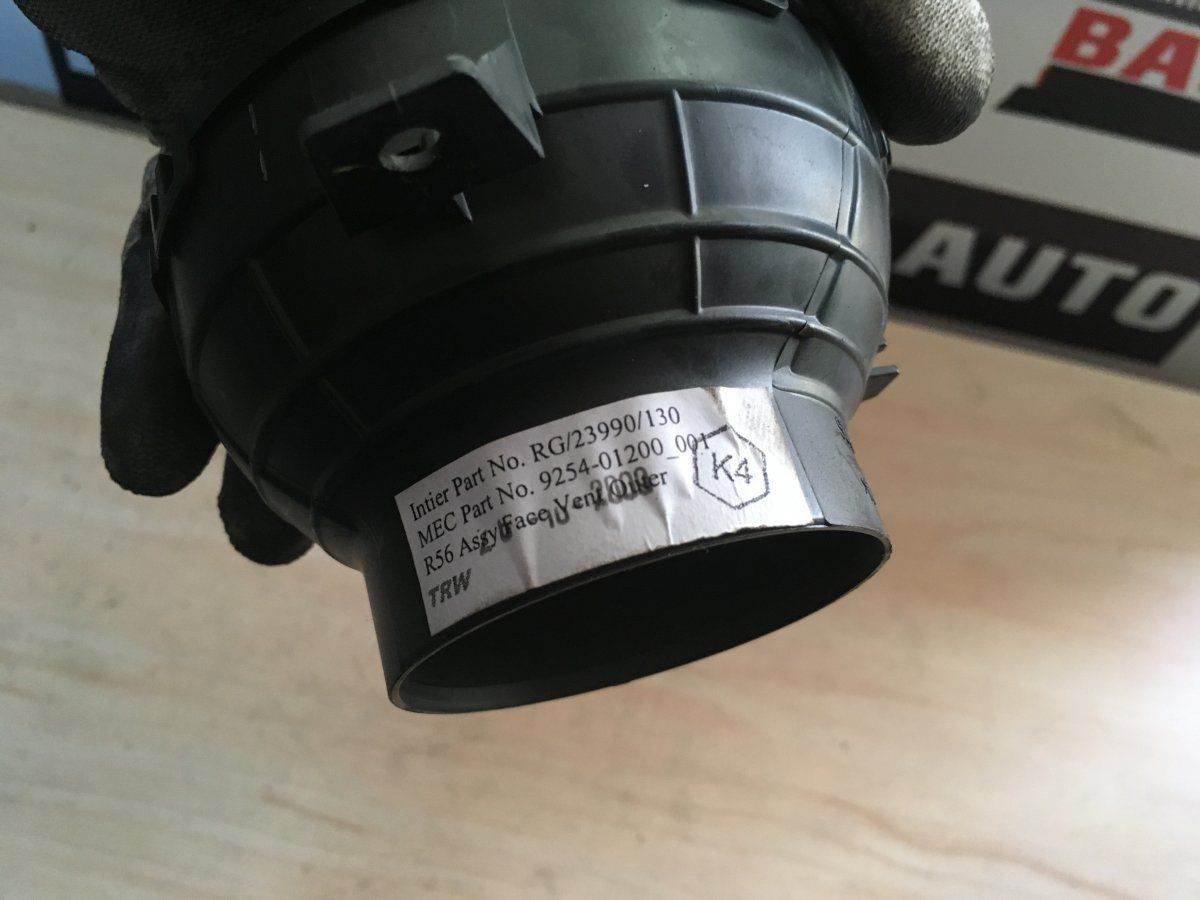 BA
AUTO
Intier Part No. RG/23990/130
MEC Part No. 9254-01200_001
R56 Assy Face Vent Outer
TRW
K4